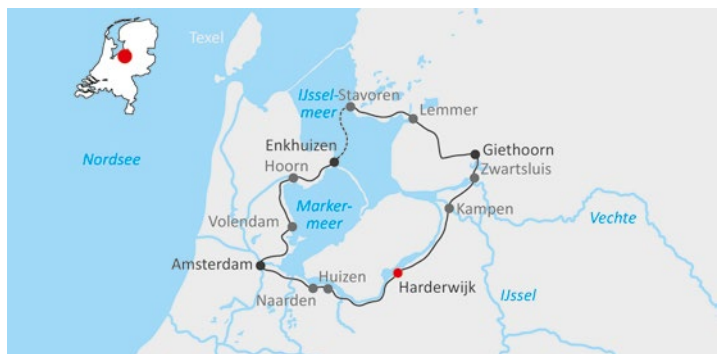 Texel
IJssel-
meer
Stavoren
Lemmer
Nordsee
Enkhuizen
Giethoorn
Hoorn
Zwartsluis
Marker-
meer
Kampen
Volendam
Vechte
Amsterdam
Huizen
Harderwijk
IJssel
Naarden